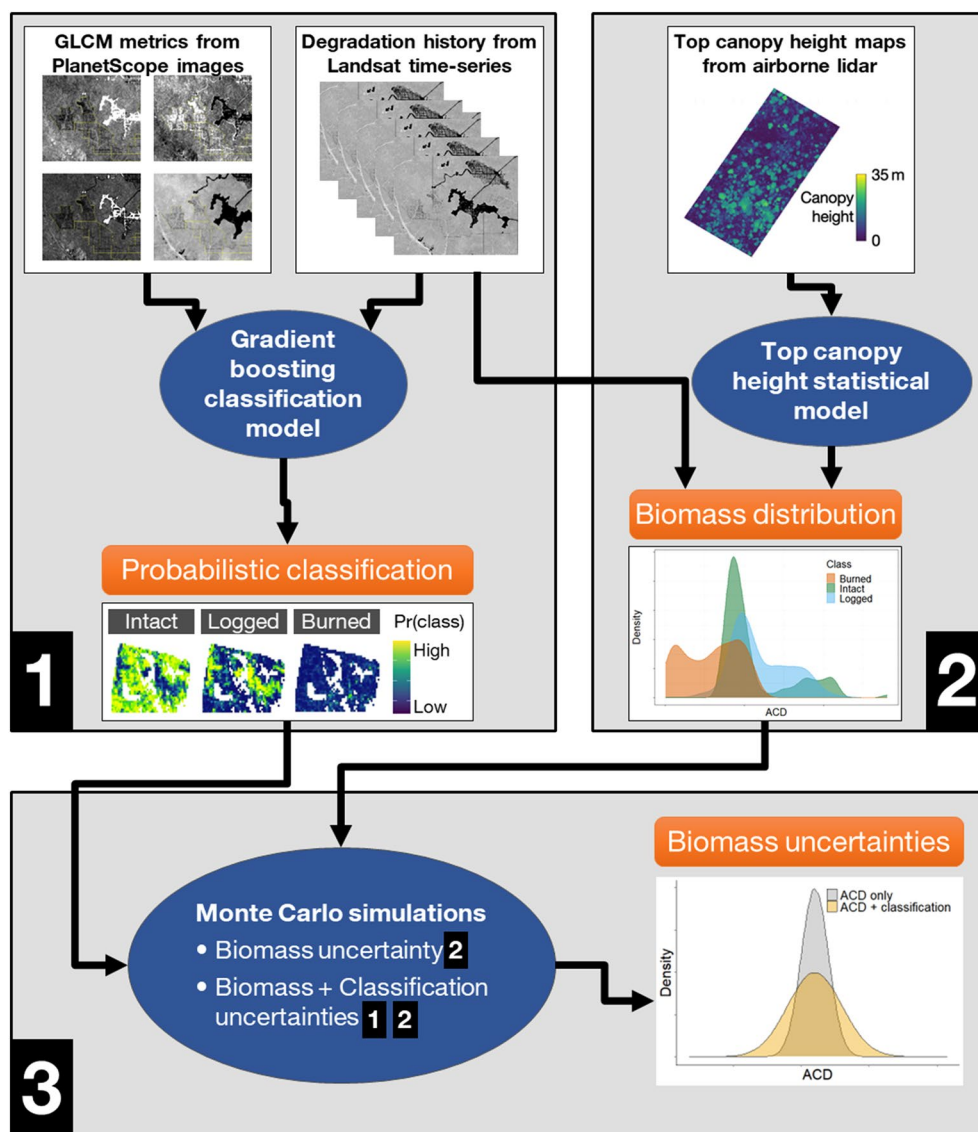 GLCM metrics from
PlanetScope images
Degradation history from
Landsat time-series
Gradient
boosting
classification
model
Probabilistic classification
Intact
Logged
Burned
Pr(class)
High
Low
1
Top canopy height maps
from airborne lidar
35 m
Canopy
height
0
Top canopy
height statistical
model
Biomass distribution
Class
Burned
Intact
Logged
Density
ACD
2
Monte Carlo simulations
• Biomass uncertainty 2
• Biomass + Classification
uncertainties 1 2
Biomass uncertainties
ACD only
ACD + classification
Density
ACD
3